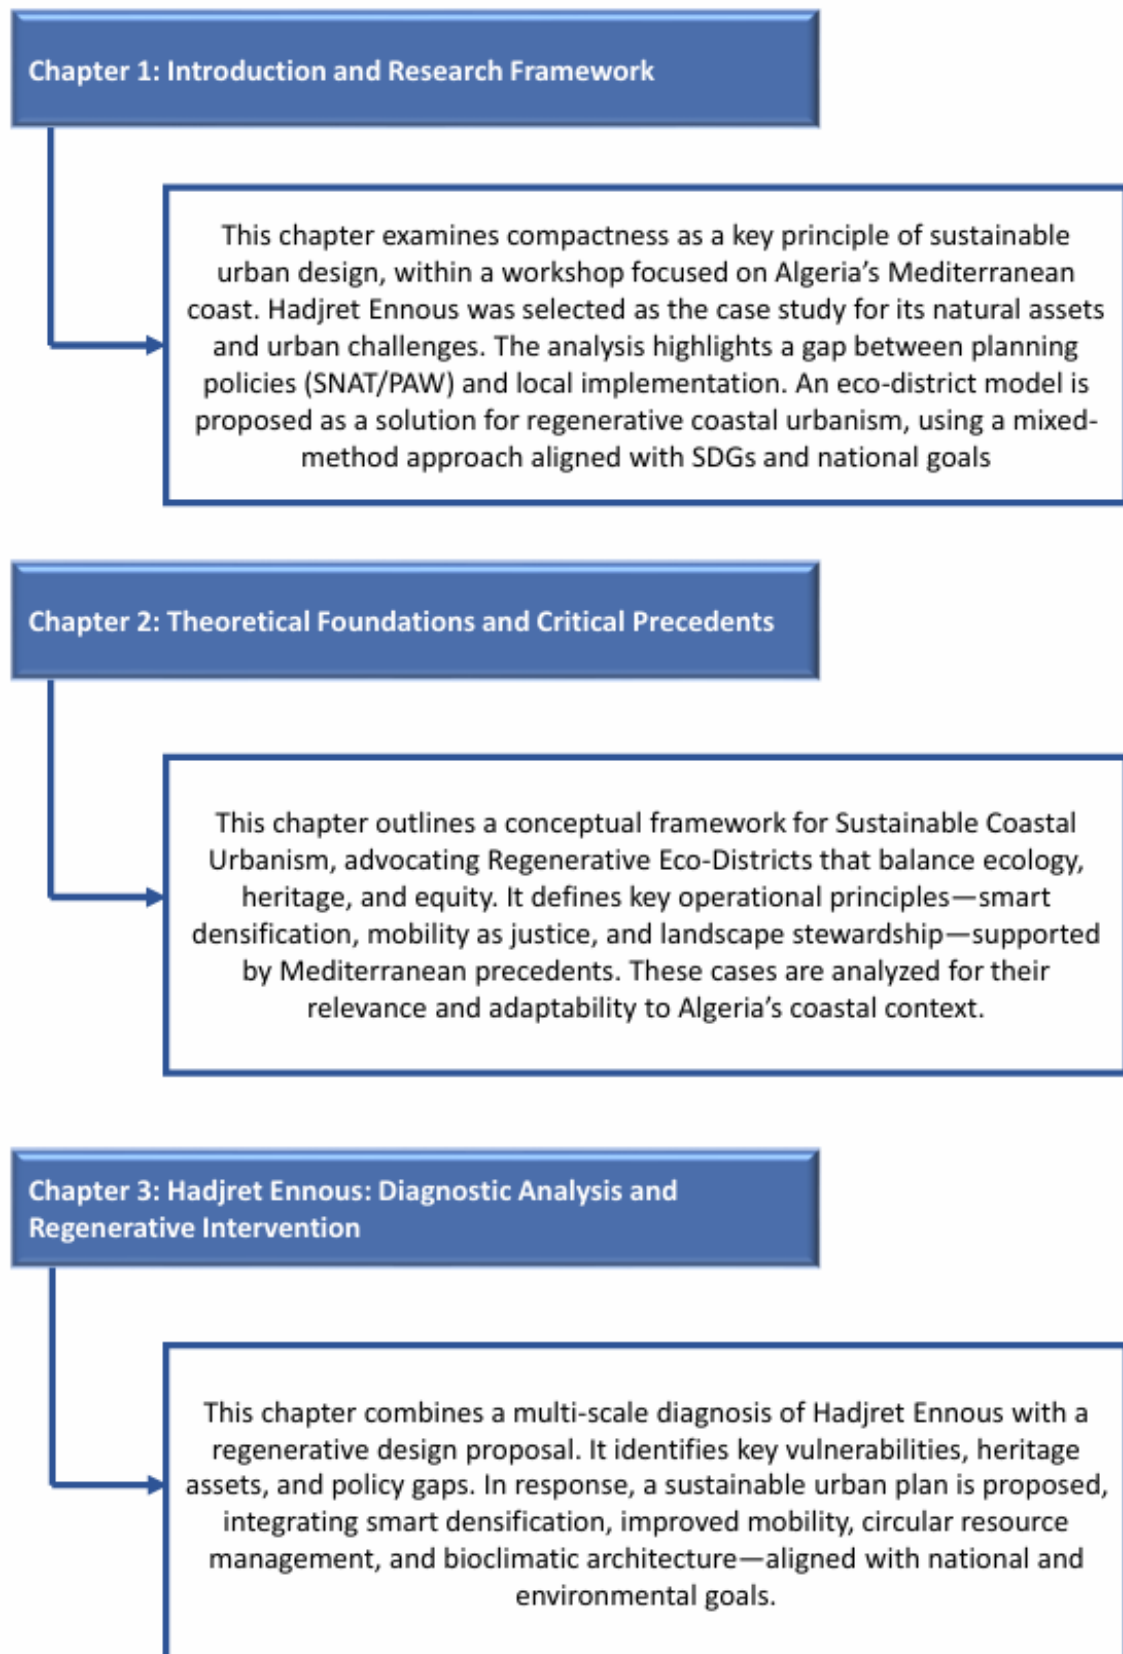 Chapter 1: Introduction and Research Framework
This chapter examines compactness as a key principle of sustainable
urban design, within a workshop focused on Algeria’s Mediterranean
coast. Hadjret Ennous was selected as the case study for its natural assets
and urban challenges. The analysis highlights a gap between planning
policies (SNAT/PAW) and local implementation. An eco-district model is
proposed as a solution for regenerative coastal urbanism, using a mixed-
method approach aligned with SDGs and national goals
Chapter 2: Theoretical Foundations and Critical Precedents
This chapter outlines a conceptual framework for Sustainable Coastal
Urbanism, advocating Regenerative Eco-Districts that balance ecology,
heritage, and equity. It defines key operational principles—smart
densification, mobility as justice, and landscape stewardship—supported
by Mediterranean precedents. These cases are analyzed for their
relevance and adaptability to Algeria’s coastal context.
Chapter 3: Hadjret Ennous: Diagnostic Analysis and
Regenerative Intervention
This chapter combines a multi-scale diagnosis of Hadjret Ennous with a
regenerative design proposal. It identifies key vulnerabilities, heritage
assets, and policy gaps. In response, a sustainable urban plan is proposed,
integrating smart densification, improved mobility, circular resource
management, and bioclimatic architecture—aligned with national and
environmental goals.